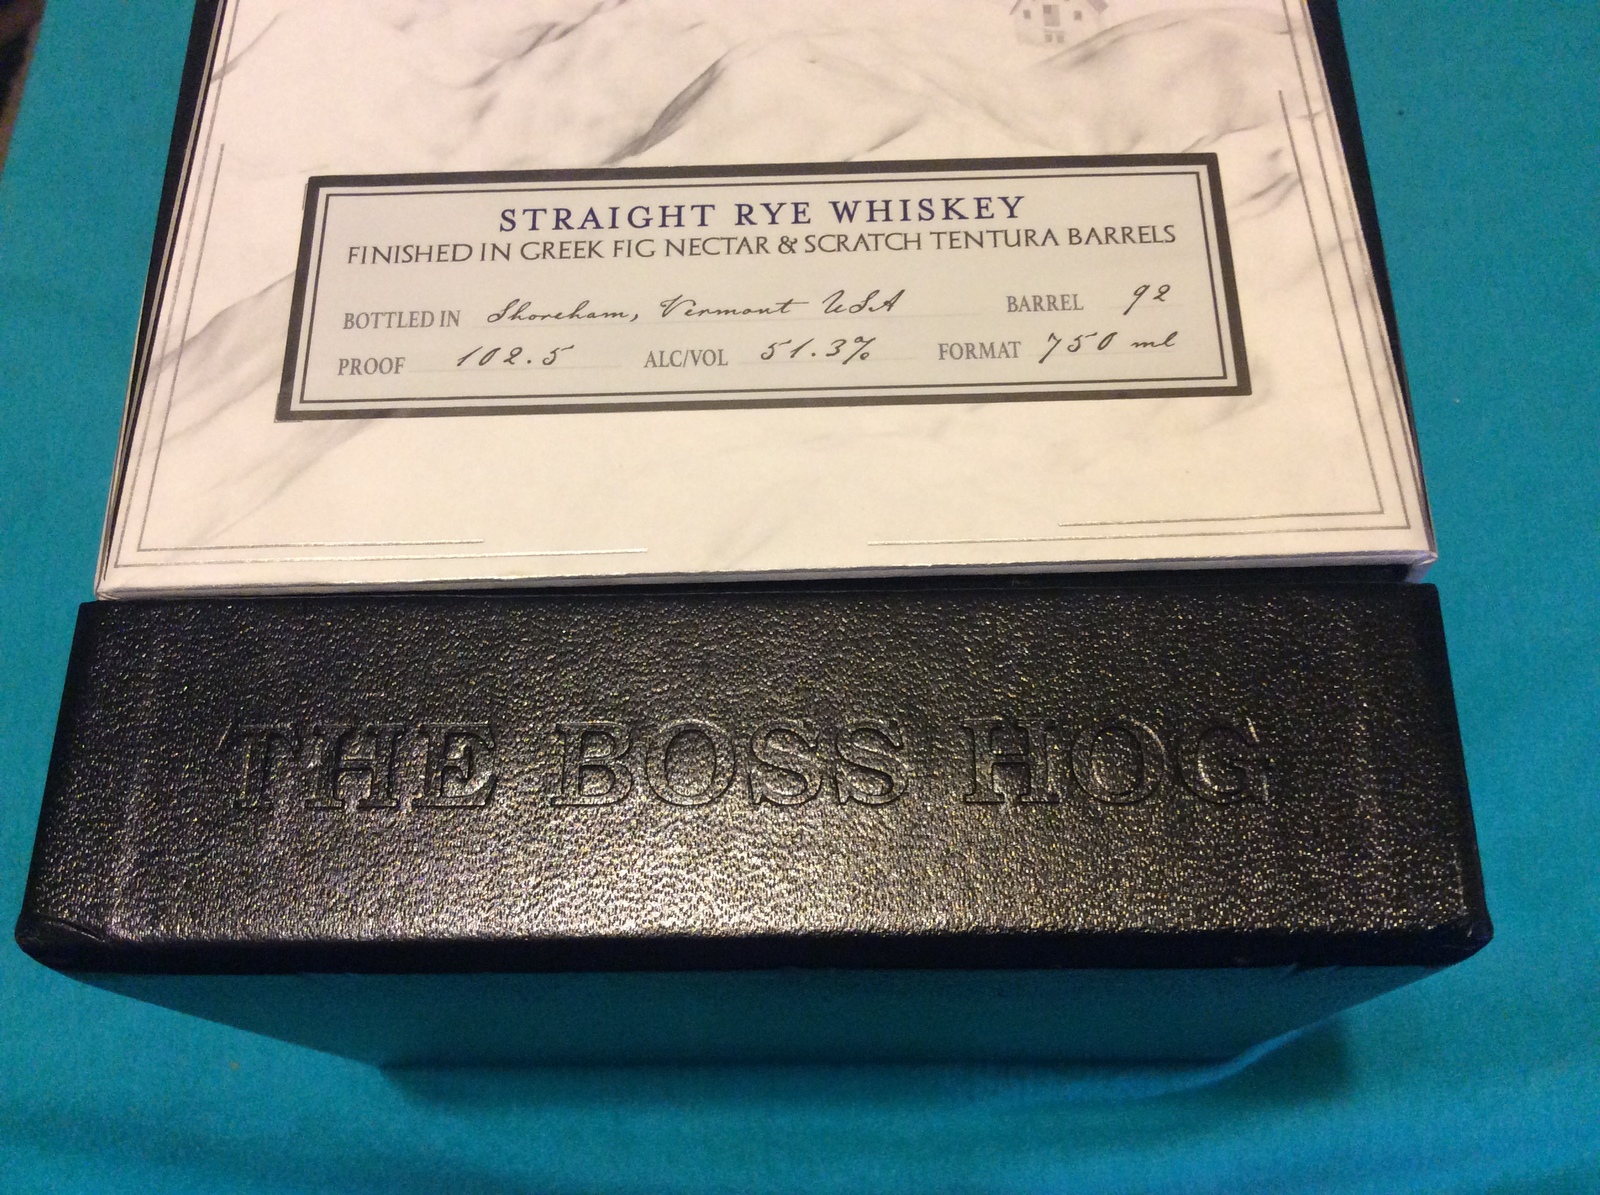 STRAIGHT RYE WHISKEY
FINISHED IN GREEK FIG NECTAR & SCRATCH TENTURA BARRELS
BOTTLED IN Shoreham, Vermont USA BARREL 92
PROOF 102.5 ALC/VOL 51.3% FORMAT 750 ml
THE BOSS HOG